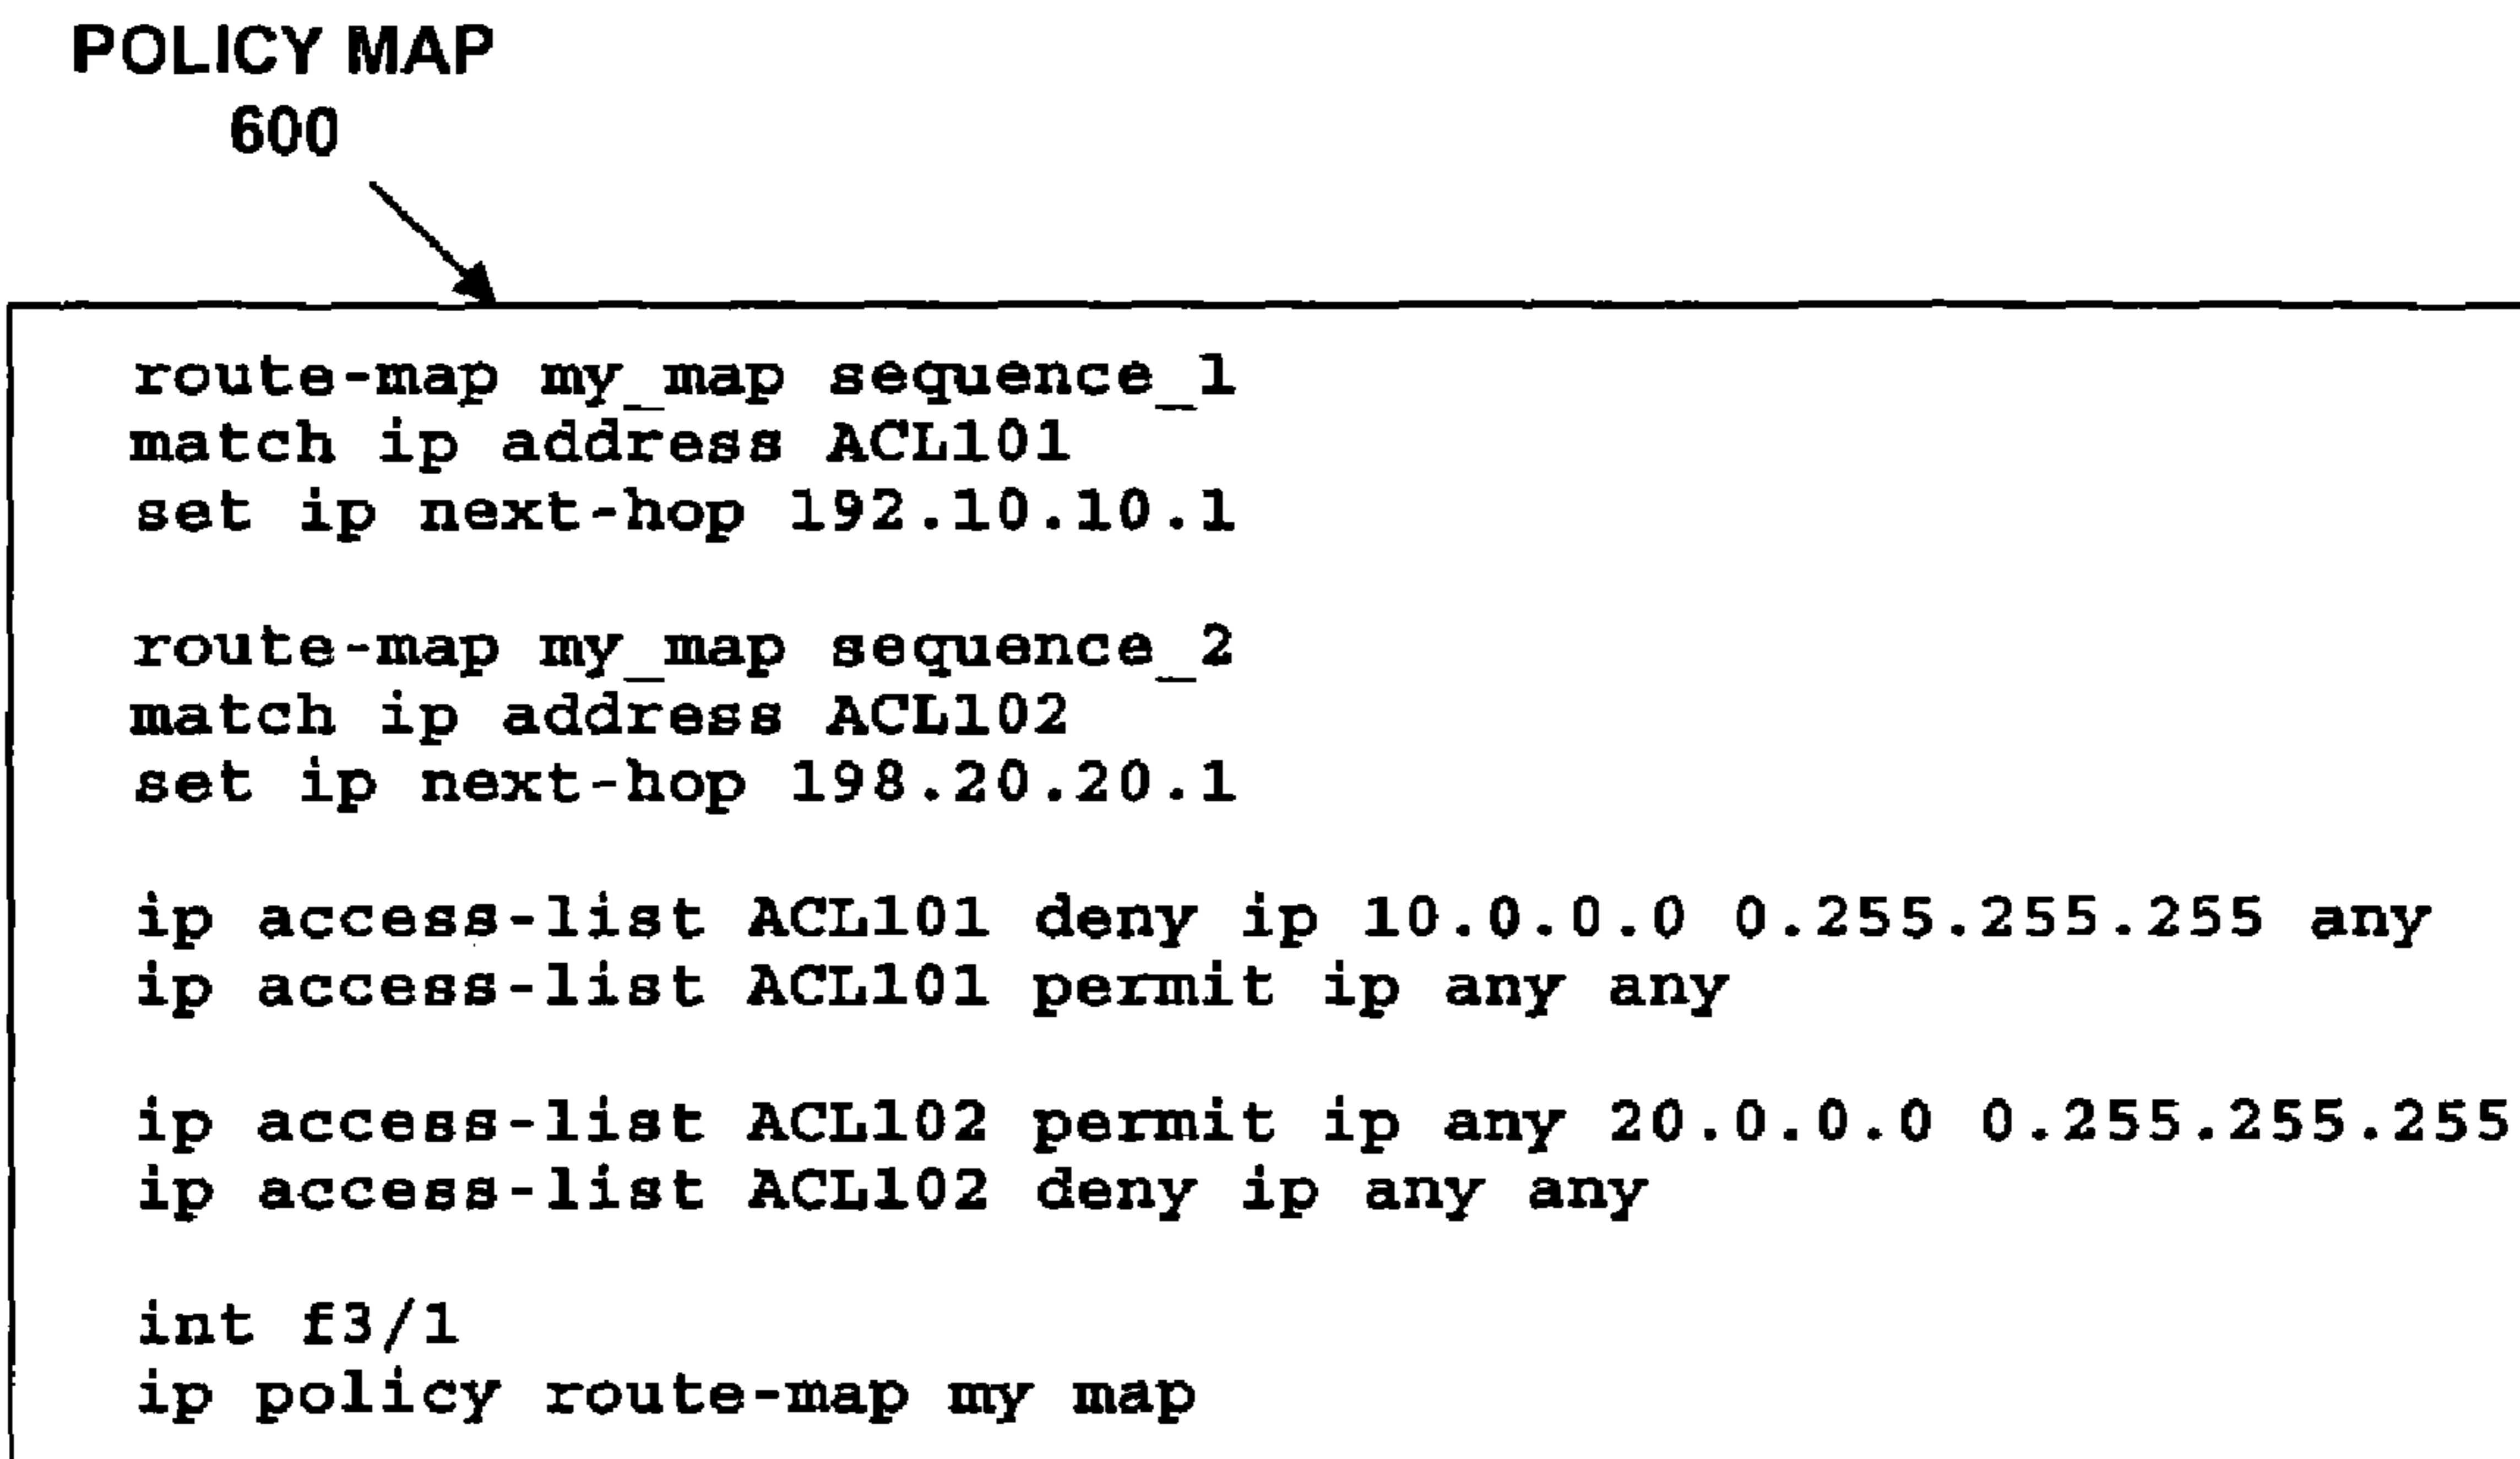 POLICY MAP
600
route-map my_map sequence_1
match ip address ACL101
set ip next-hop 192.10.10.1
route-map my_map sequence_2
match ip address ACL102
set ip next-hop 198.20.20.1
ip access-list ACL101 deny ip 10.0.0.0 0.255.255.255 any
ip access-list ACL101 permit ip any any
ip access-list ACL102 permit ip any 20.0.0.0 0.255.255.255
ip access-list ACL102 deny ip any any
int f3/1
ip policy route-map my map